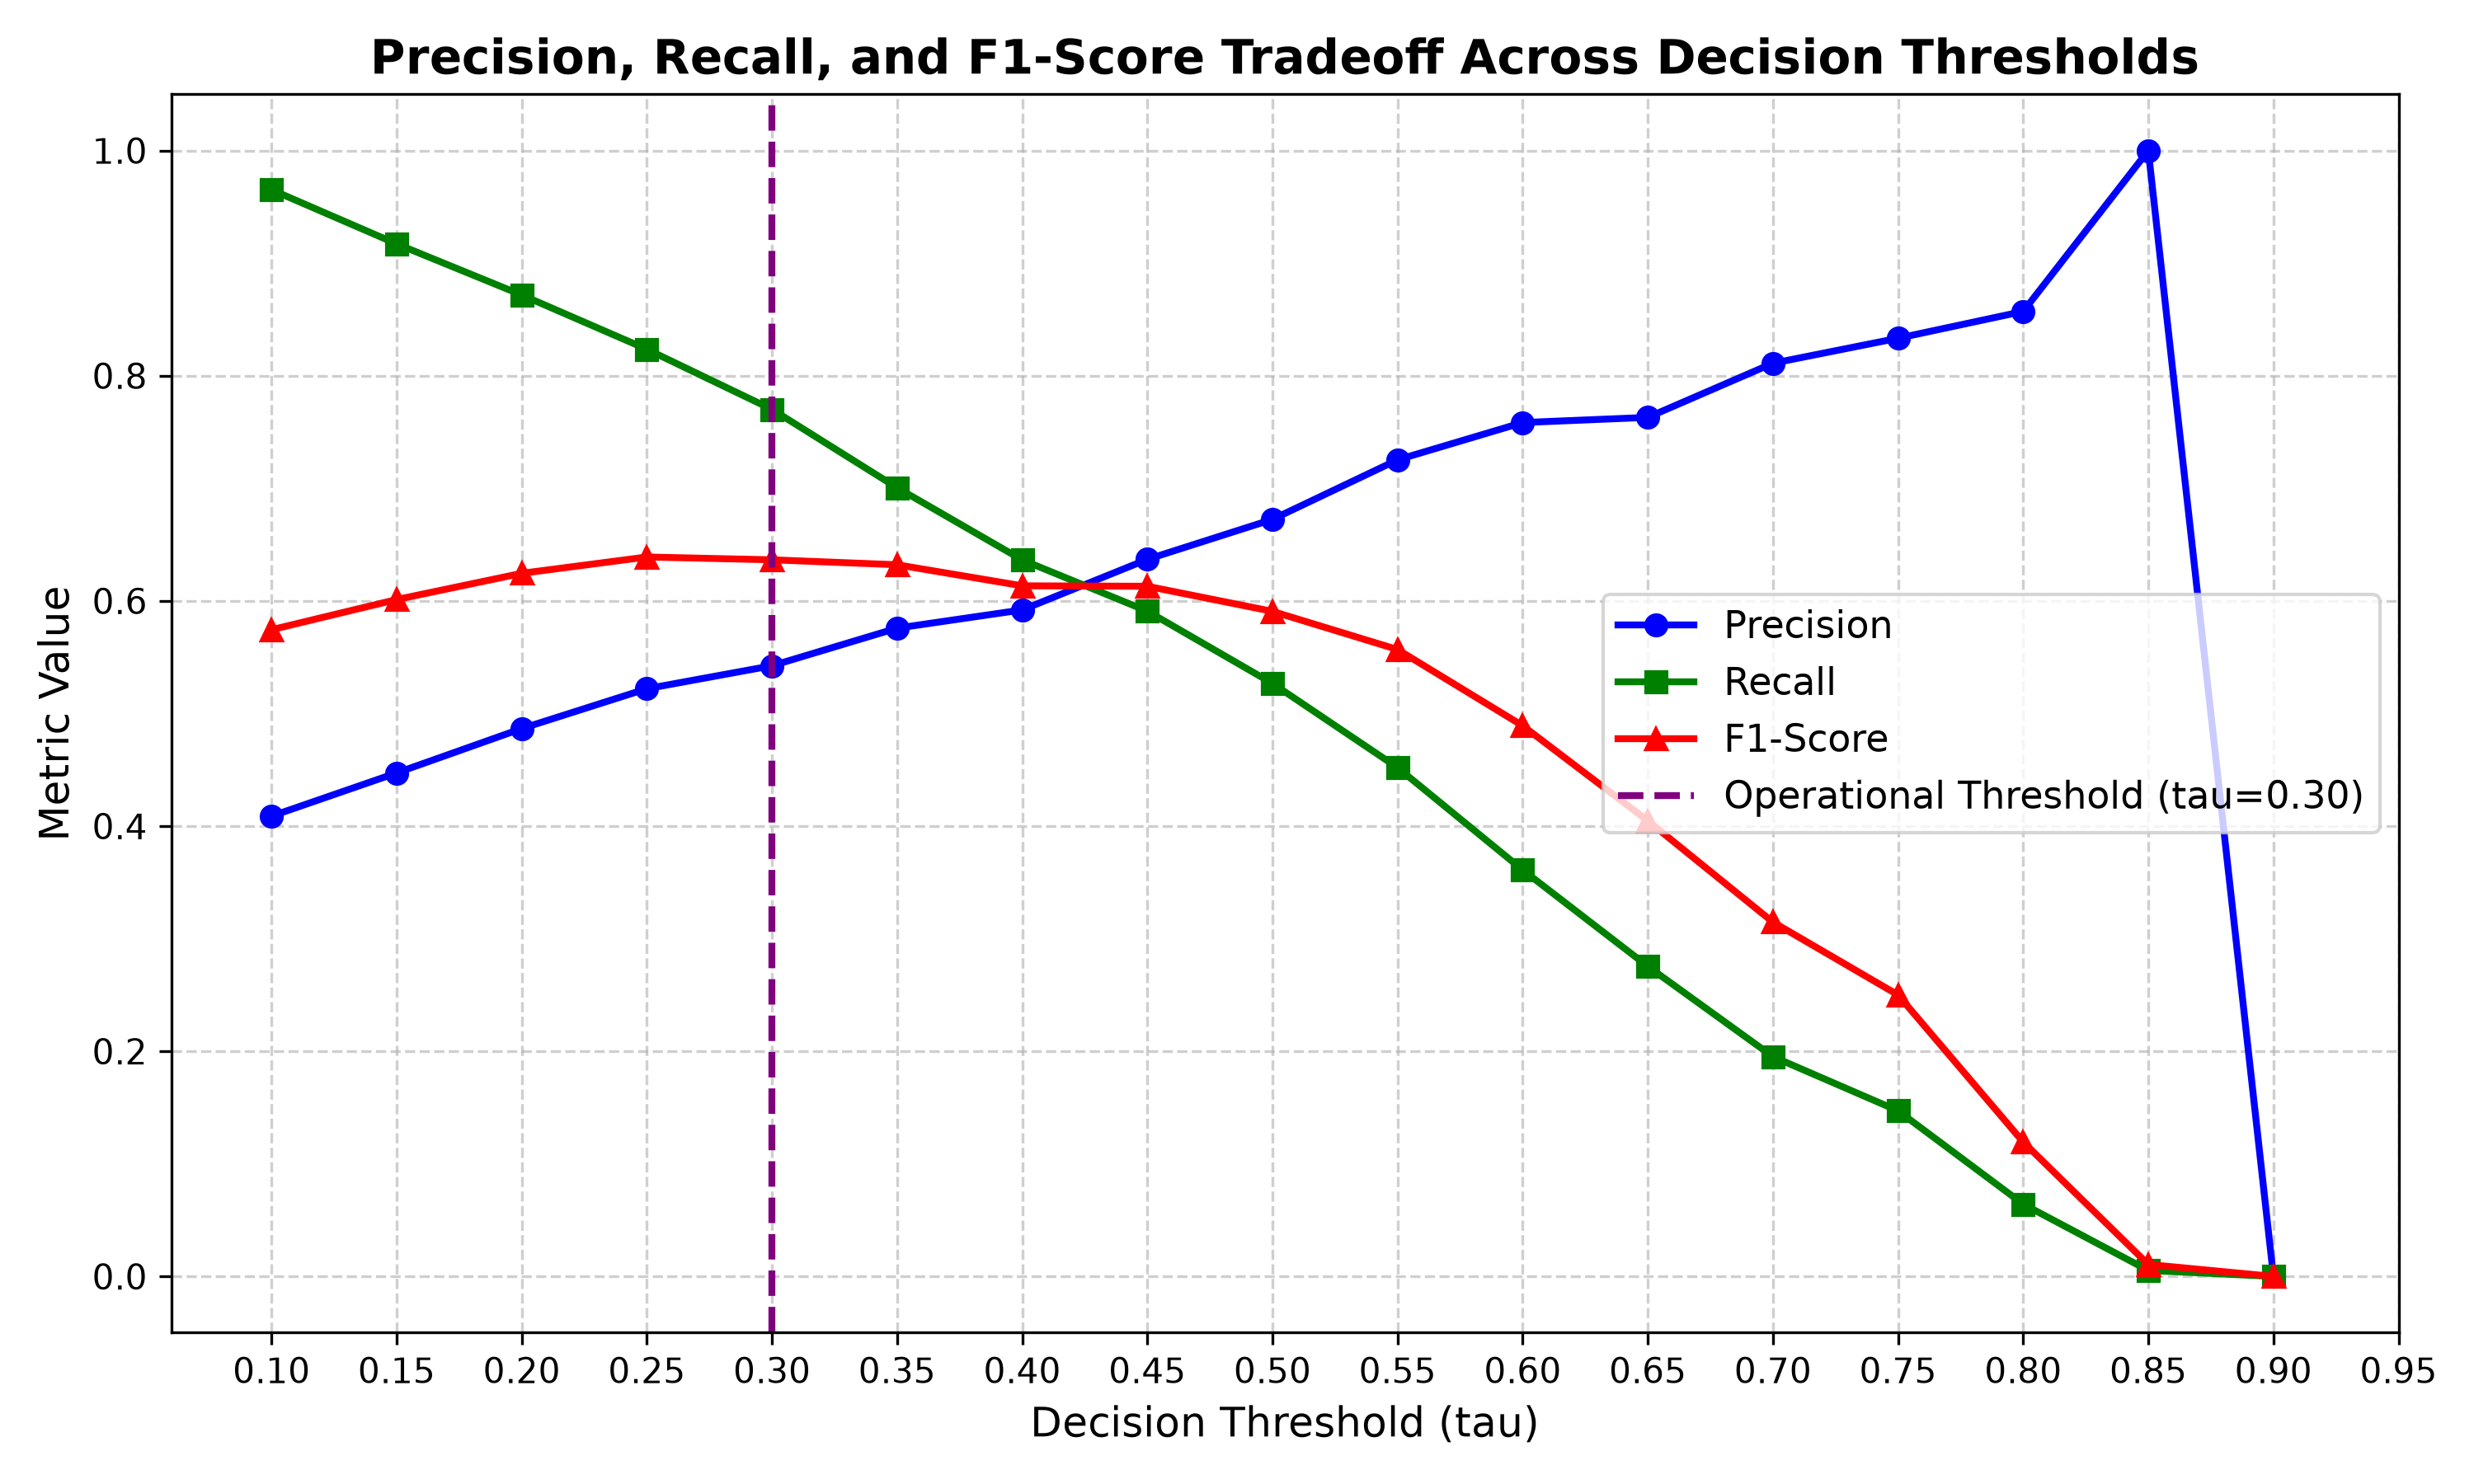 Precision, Recall, and F1-Score Tradeoff Across Decision Thresholds
Metric Value
1.0
0.8
0.6
0.4
0.2
0.0
Precision
Recall
F1-Score
Operational Threshold (tau=0.30)
0.10 0.15 0.20 0.25 0.30 0.35 0.40 0.45 0.50 0.55 0.60 0.65 0.70 0.75 0.80 0.85 0.90 0.95
Decision Threshold (tau)